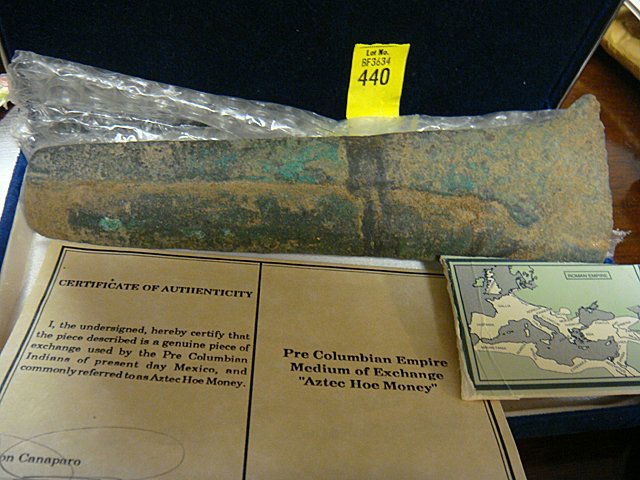 Lot No.
BF3634
440
CERTIFICATE OF AUTHENTICITY
I, the undersigned, hereby certify that
the piece described is a genuine piece of
exchange used by the Pre Columbian
Indians of present day Mexico, and
commonly referred to as Aztec Hoe Money.
on Canaparo
Pre Columbian Empire
Medium of Exchange
"Aztec Hoe Money"
ROMAN EMPIRE